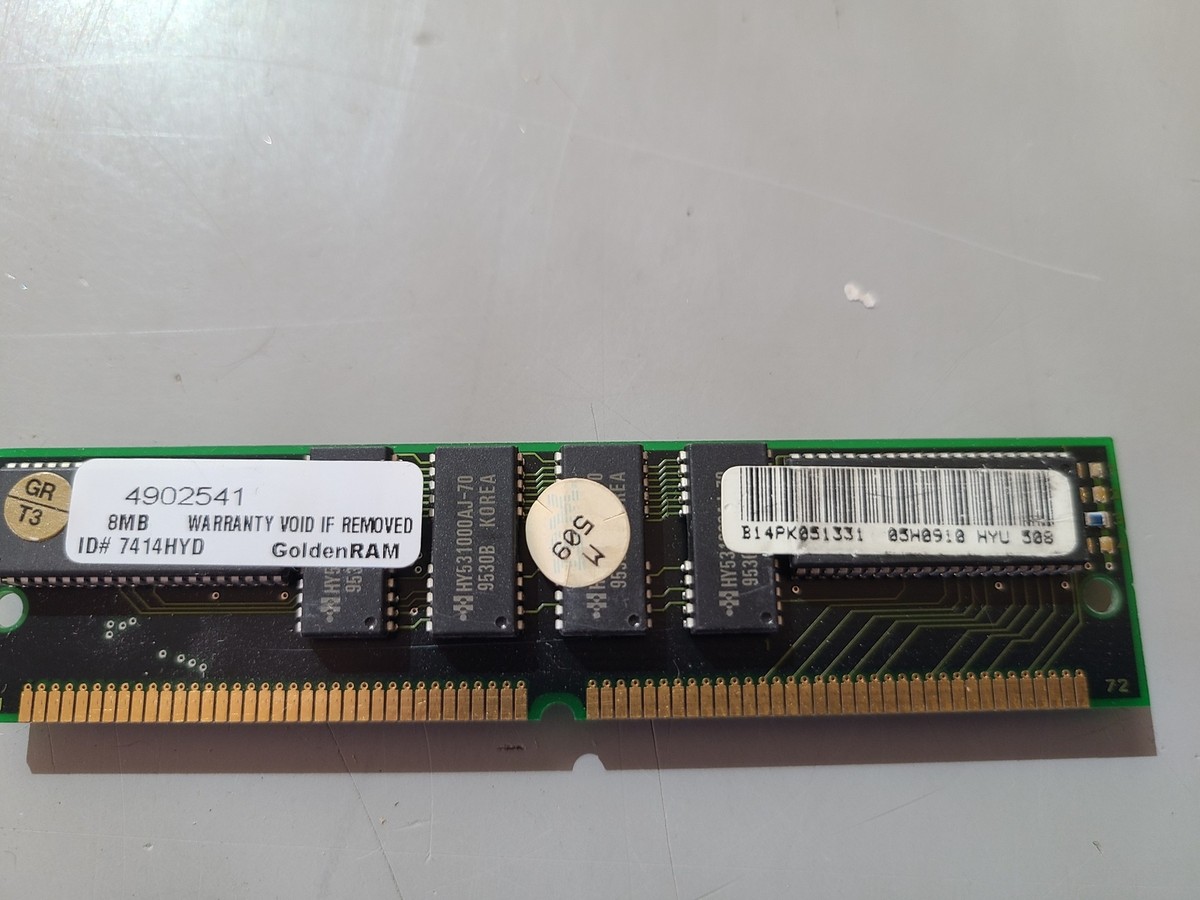 GR
T3
4902541
8MB WARRANTY VOID IF REMOVED
ID# 7414HYD GoldenRAM
HY531000AJ-70
9530B KOREA
M
509
B14PK051331 05H0910 HYU 508
72